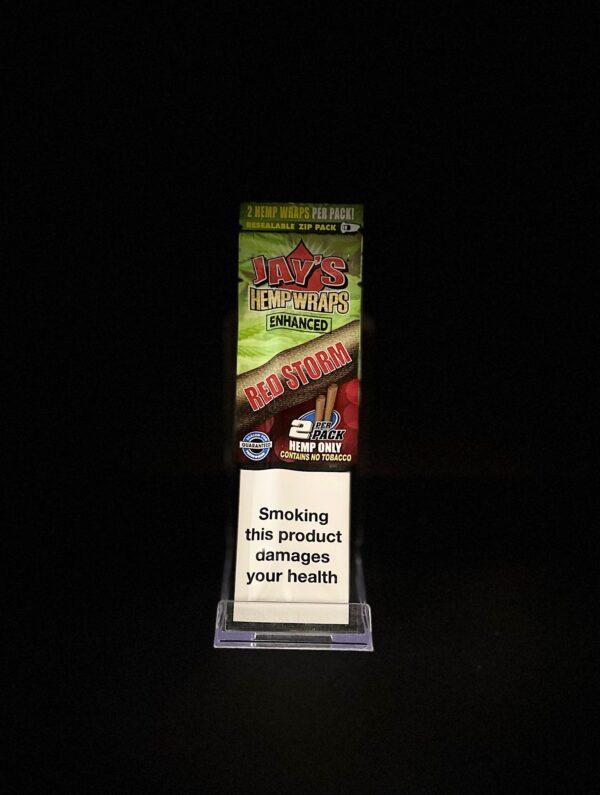 2 HEMP WRAPS PER PACK!
RESEALABLE ZIP PACK
JAY'S
HEMP WRAPS
ENHANCED
RED STORM
2 PER
PACK
GUARANTEED
HEMP ONLY
CONTAINS NO TOBACCO
Smoking
this product
damages
your health